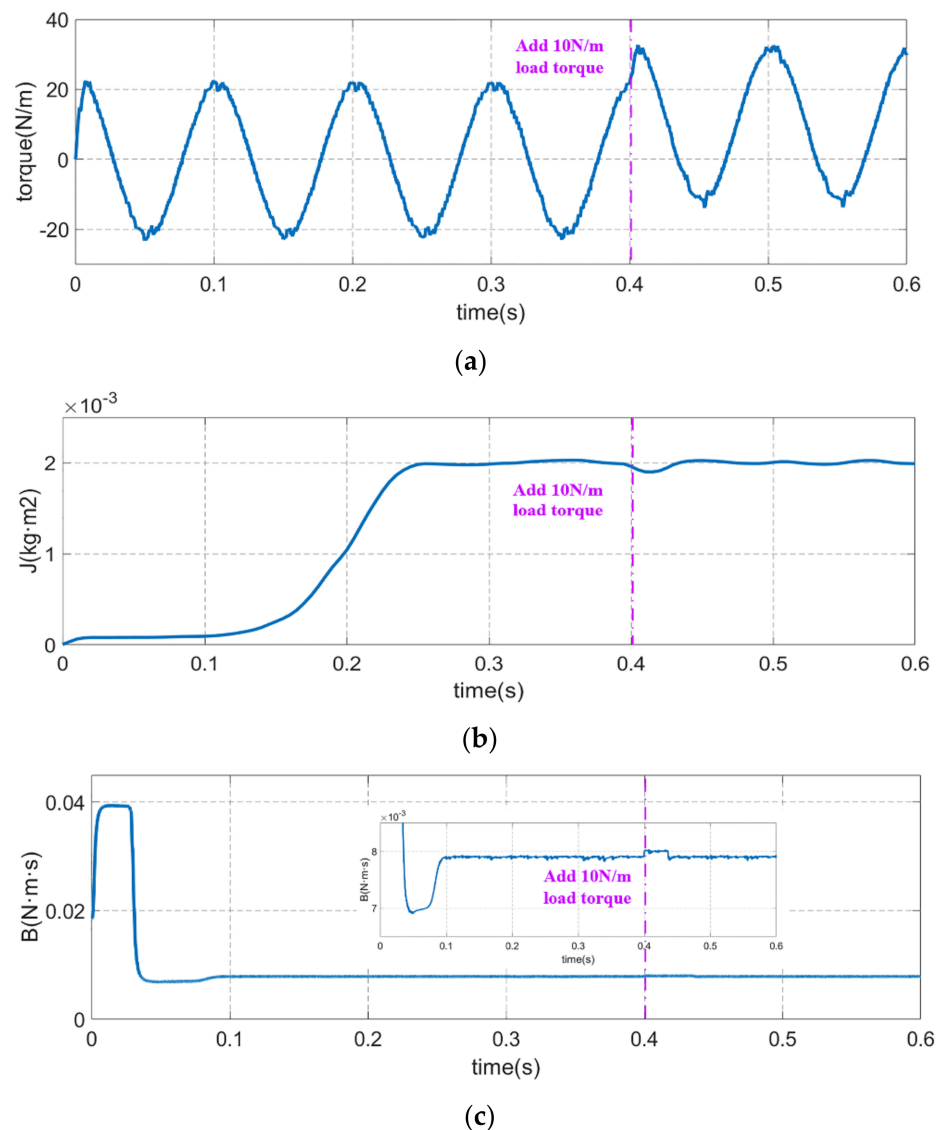 40
20
0
-20
torque(N/m)
Add 10N/m
load torque
0 0.1 0.2 0.3 0.4 0.5 0.6
time(s)
(a)
×10-3
2
1
0
J(kg·m2)
Add 10N/m
load torque
0 0.1 0.2 0.3 0.4 0.5 0.6
time(s)
(b)
0.04
0.02
0
B(N·m·s)
×10-3
8
7
B(N·m·s)
Add 10N/m
load torque
0 0.1 0.2 0.3 0.4 0.5 0.6
time(s)
0 0.1 0.2 0.3 0.4 0.5 0.6
time(s)
(c)